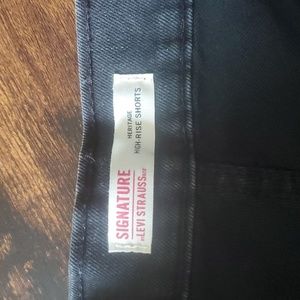 SIGNATURE
BY LEVI STRAUSS & CO.
HERITAGE
HIGH-RISE SHORTS